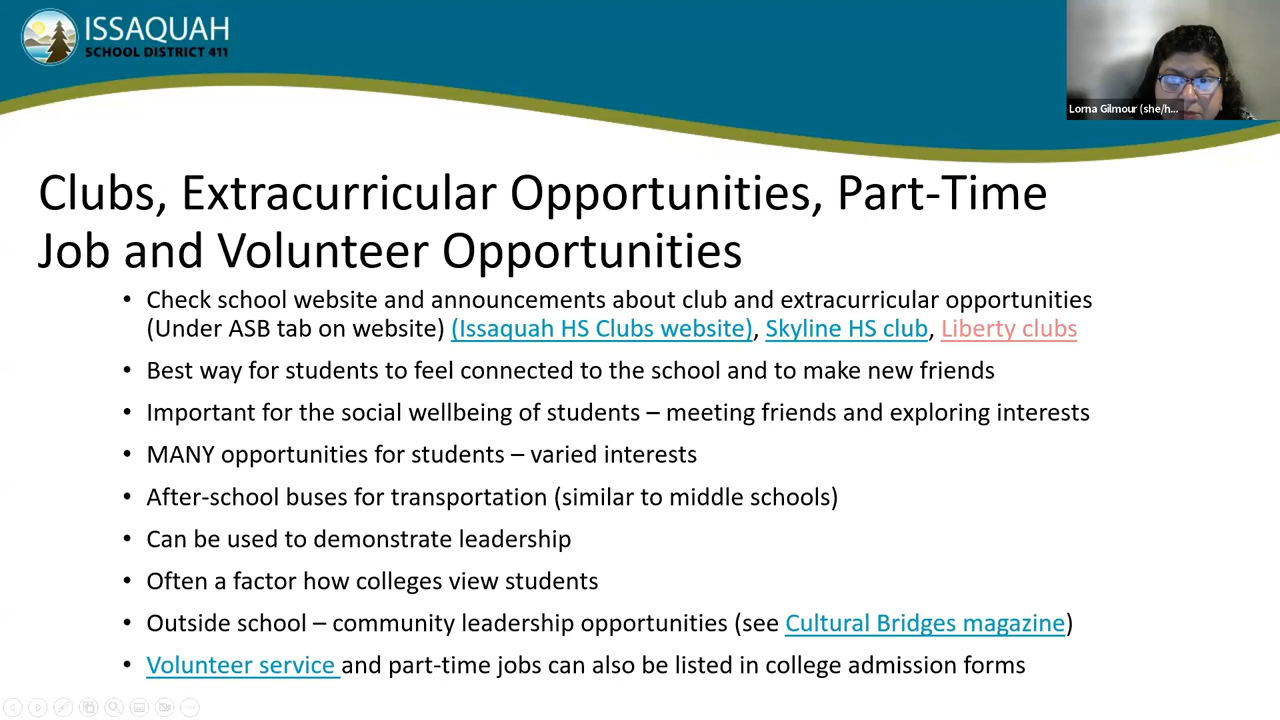 ISSAQUAH
SCHOOL DISTRICT 411
Lorna Gilmour (she/h...
Clubs, Extracurricular Opportunities, Part-Time
Job and Volunteer Opportunities
• Check school website and announcements about club and extracurricular opportunities
(Under ASB tab on website) (Issaquah HS Clubs website), Skyline HS club, Liberty clubs
• Best way for students to feel connected to the school and to make new friends
• Important for the social wellbeing of students – meeting friends and exploring interests
• MANY opportunities for students – varied interests
• After-school buses for transportation (similar to middle schools)
• Can be used to demonstrate leadership
• Often a factor how colleges view students
• Outside school – community leadership opportunities (see Cultural Bridges magazine)
• Volunteer service and part-time jobs can also be listed in college admission forms